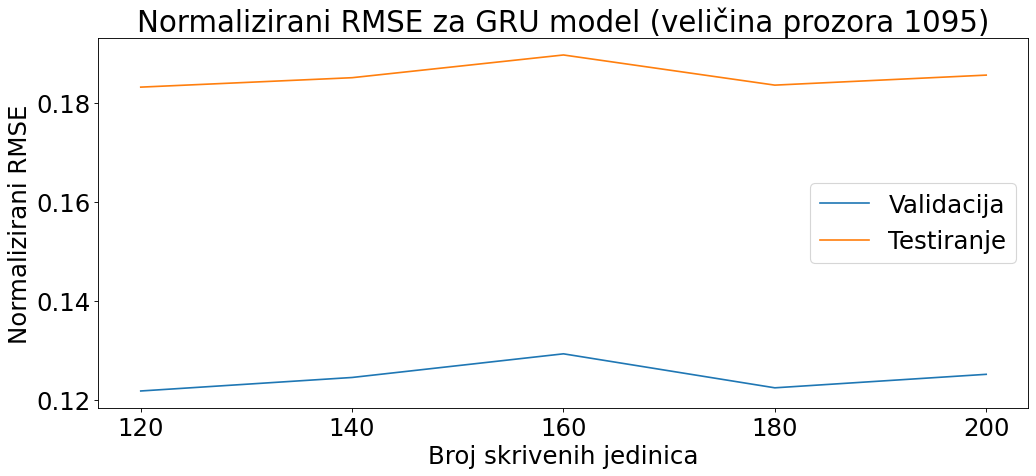 Normalizirani RMSE za GRU model (veličina prozora 1095)
Normalizirani RMSE
0.18
0.16
0.14
0.12
Validacija
Testiranje
120 140 160 180 200
Broj skrivenih jedinica